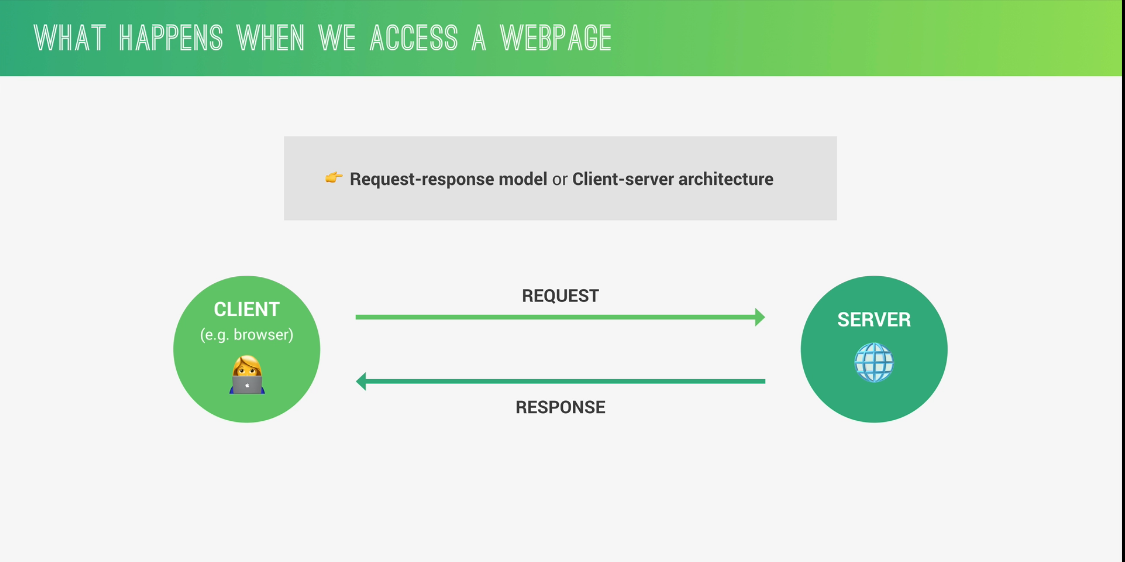 WHAT HAPPENS WHEN WE ACCESS A WEBPAGE
👉 Request-response model or Client-server architecture
CLIENT
(e.g. browser)
REQUEST
RESPONSE
SERVER